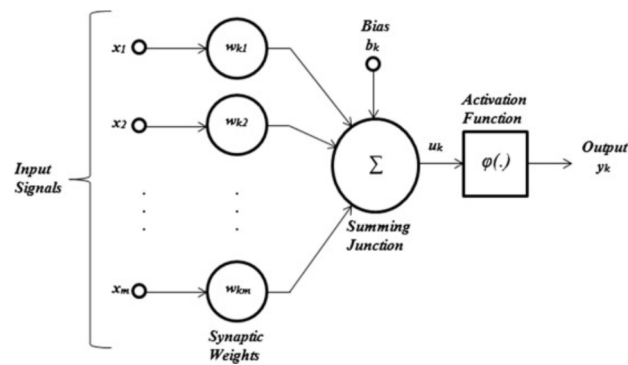 Bias
bk
x1
wk1
Activation
Function
x2
wk2
uk
Output
yk
Σ
φ(.)
Input
Signals
Summing
Junction
xm
wkm
Synaptic
Weights